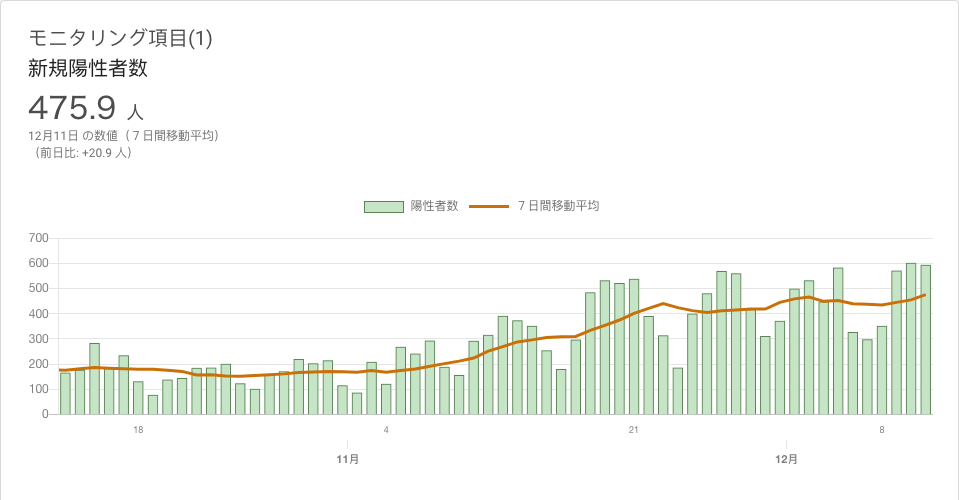 モニタリング項目(1)
新規陽性者数
475.9 人
12月11日 の数値（７日間移動平均）
（前日比: +20.9 人）
陽性者数 ７日間移動平均
700
600
500
400
300
200
100
0
18 4 21 8
11月 12月